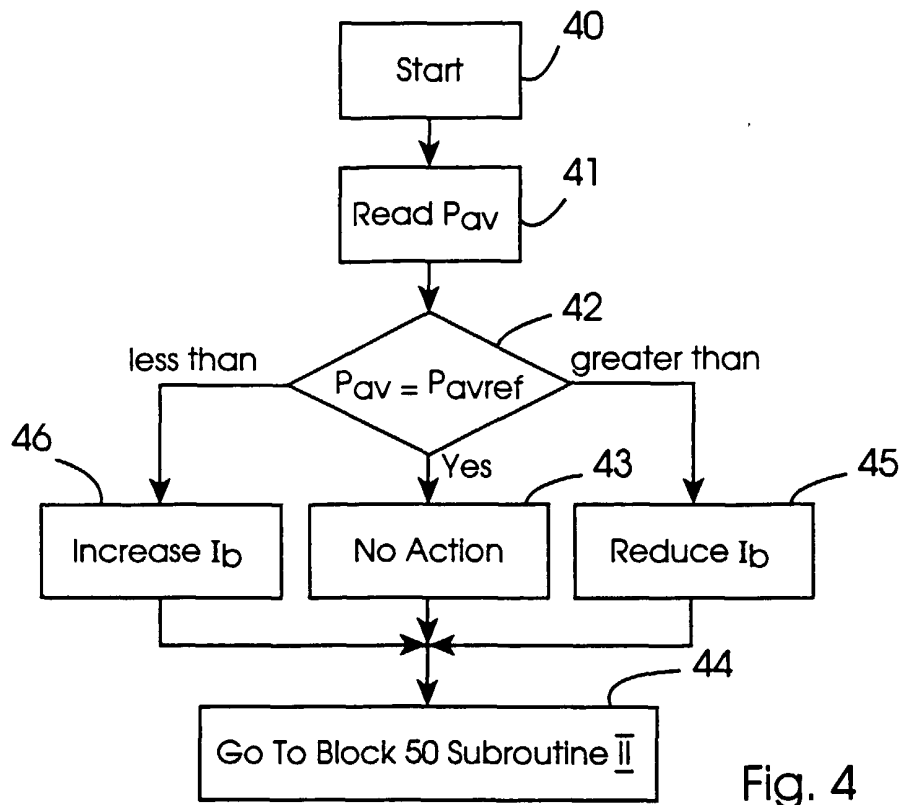 40
Start
41
Read Pav
42
less than
greater than
Pav = Pavref
46
Yes
43
45
Increase Ib
No Action
Reduce Ib
44
Go To Block 50 Subroutine II
Fig. 4